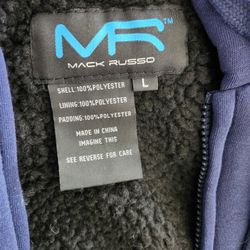 MR™
MACK RUSSO
SHELL:100%POLYESTER
LINING:100%POLYESTER
PADDING:100%POLYESTER
MADE IN CHINA
IMAGINE THIS
SEE REVERSE FOR CARE
L